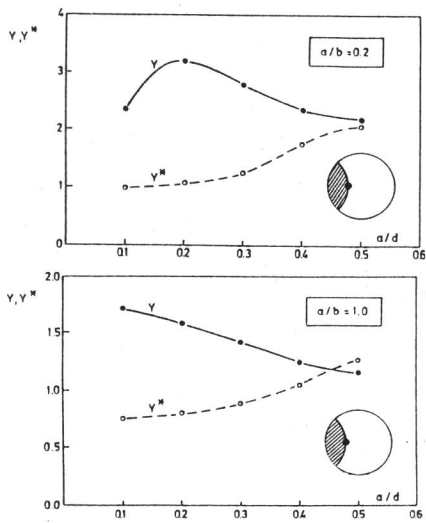 Y, Y*
4
a/b = 0.2
Y
3
2
Y*
1
0
0.1 0.2 0.3 0.4 0.5 0.6
a/d
2.0
Y, Y*
Y
a/b = 1.0
1.5
1.0
Y*
0.5
0.0
0.1 0.2 0.3 0.4 0.5 0.6
a/d